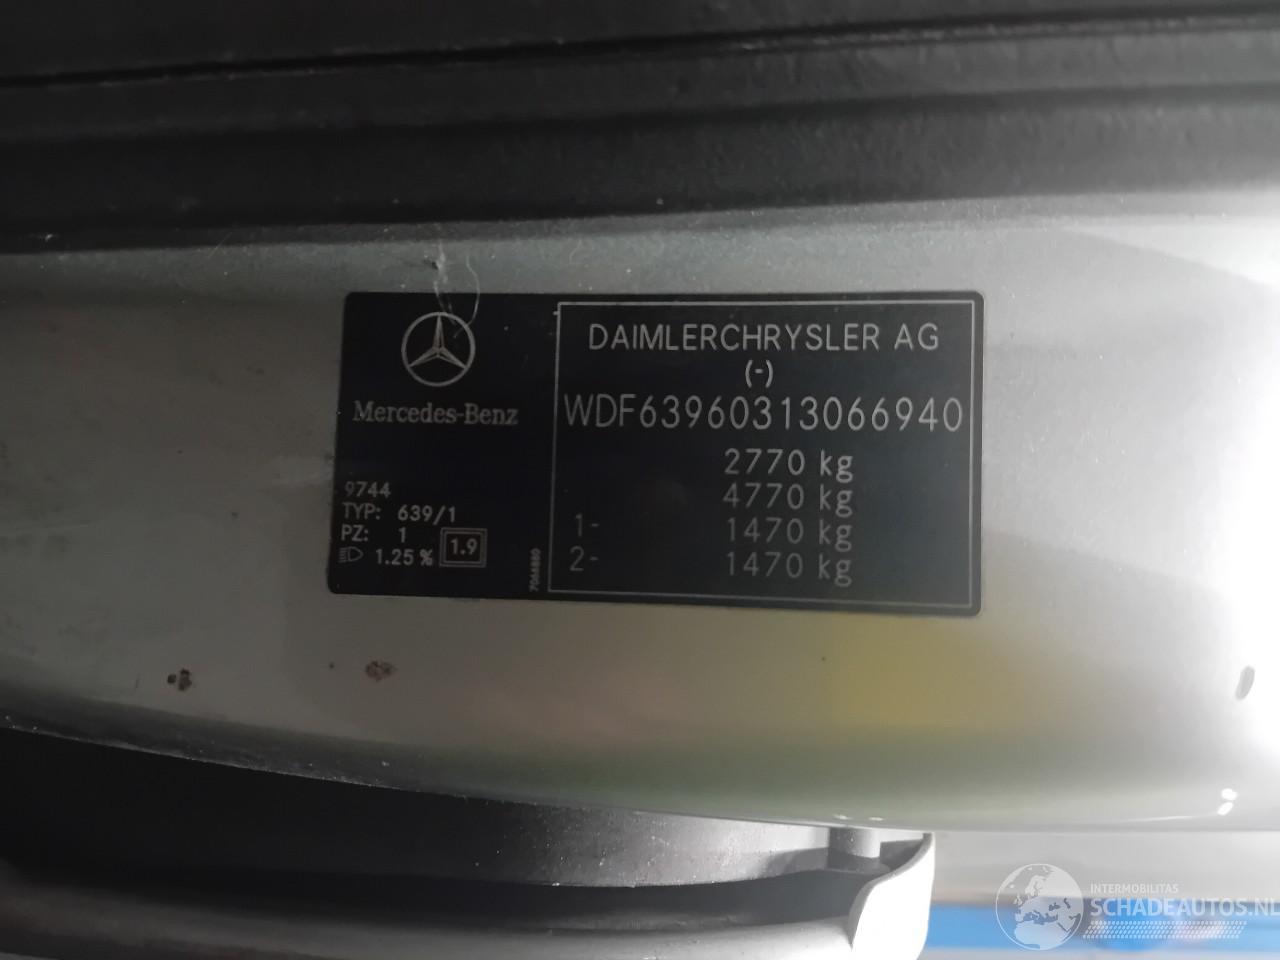 Mercedes-Benz
9744
TYP: 639/1
PZ: 1
1.25 % 1.9
7066880
DAIMLERCHRYSLER AG
(-)
WDF63960313066940
2770 kg
4770 kg
1- 1470 kg
2- 1470 kg
INTERMOBILITAS
SCHADEAUTOS.NL